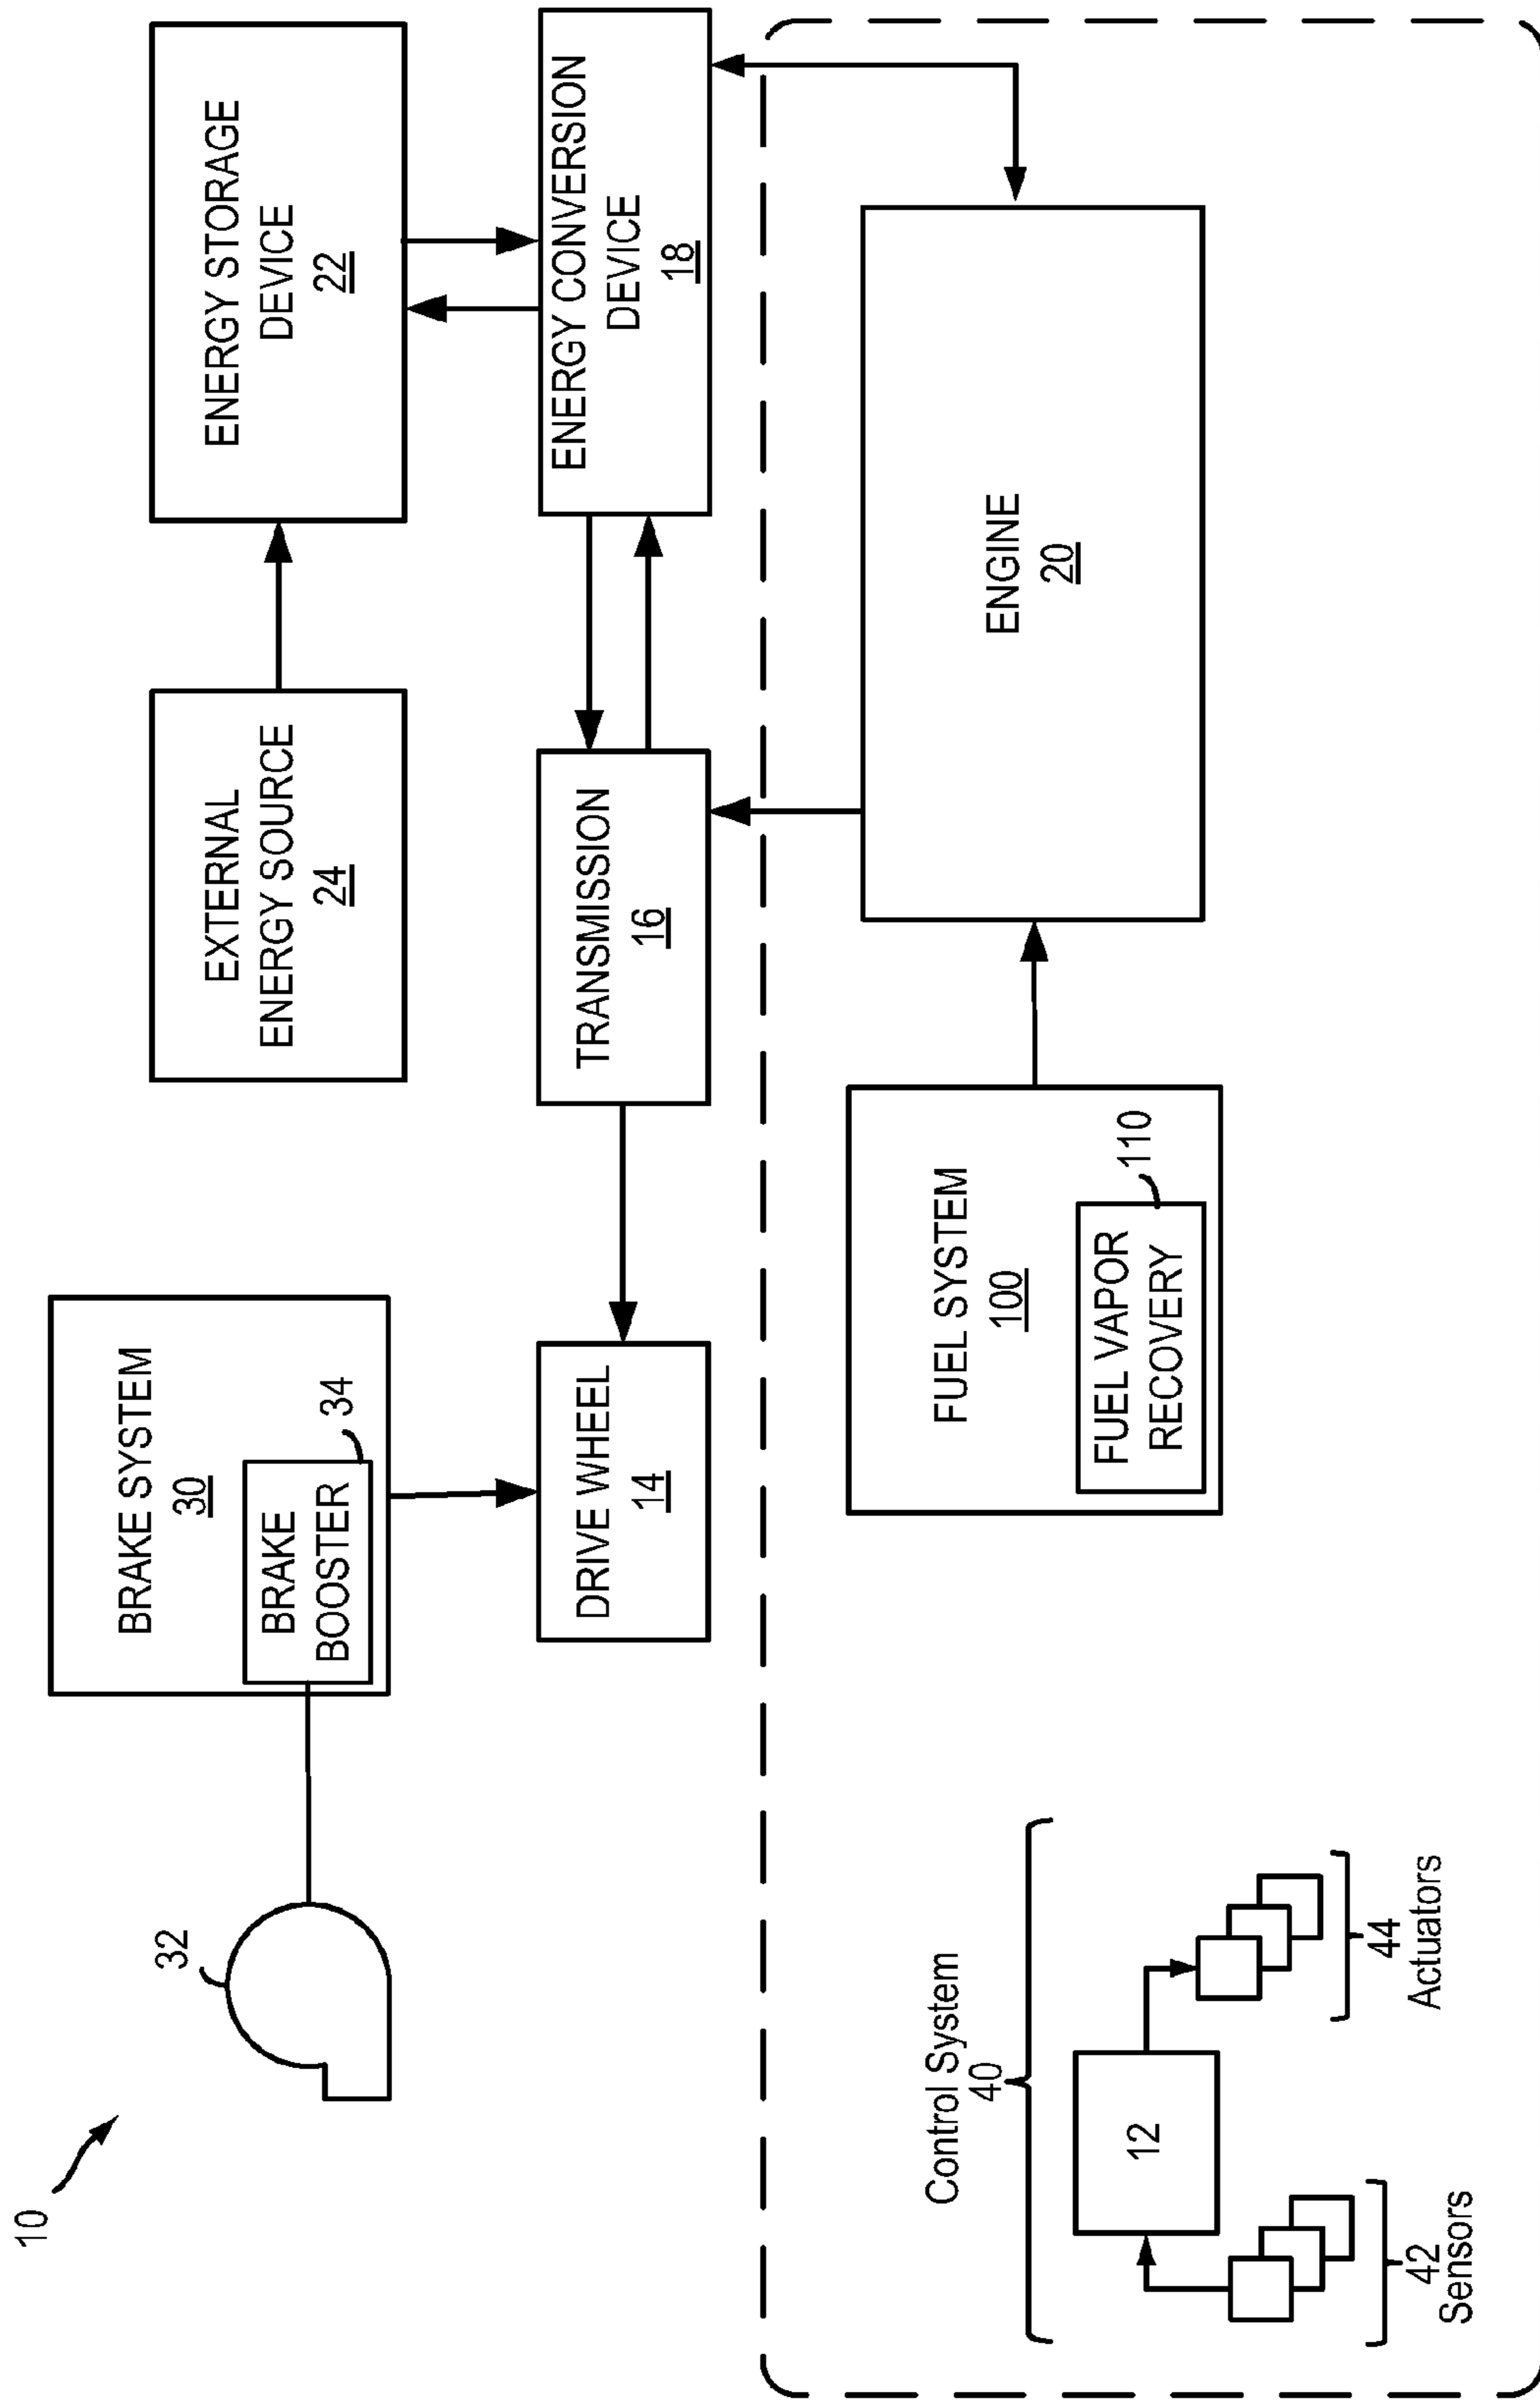 10
32
BRAKE SYSTEM
30
BRAKE
BOOSTER
34
EXTERNAL
ENERGY SOURCE
24
ENERGY STORAGE
DEVICE
22
DRIVE WHEEL
14
TRANSMISSION
16
ENERGY CONVERSION
DEVICE
18
Control System
40
12
42
Sensors
44
Actuators
FUEL SYSTEM
100
FUEL VAPOR
RECOVERY
110
ENGINE
20